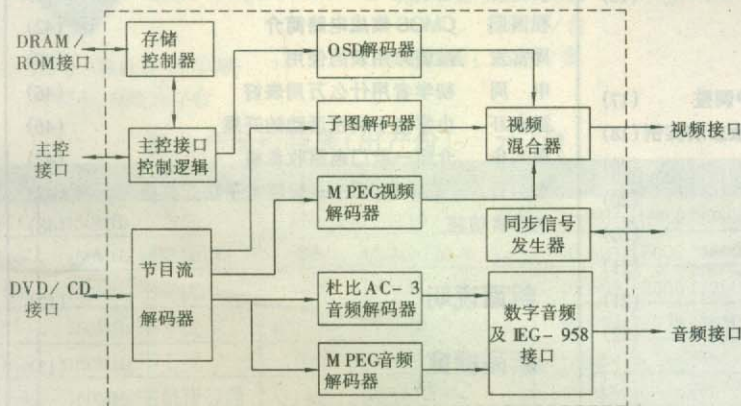 DRAM/
ROM接口
存储
控制器
OSD解码器
子图解码器
视频
混合器
视频接口
主控
接口
主控接口
控制逻辑
MPEG视频
解码器
同步信号
发生器
节目流
解码器
DVD/CD
接口
杜比AC-3
音频解码器
数字音频
及IEG-958
接口
音频接口
MPEG音频
解码器